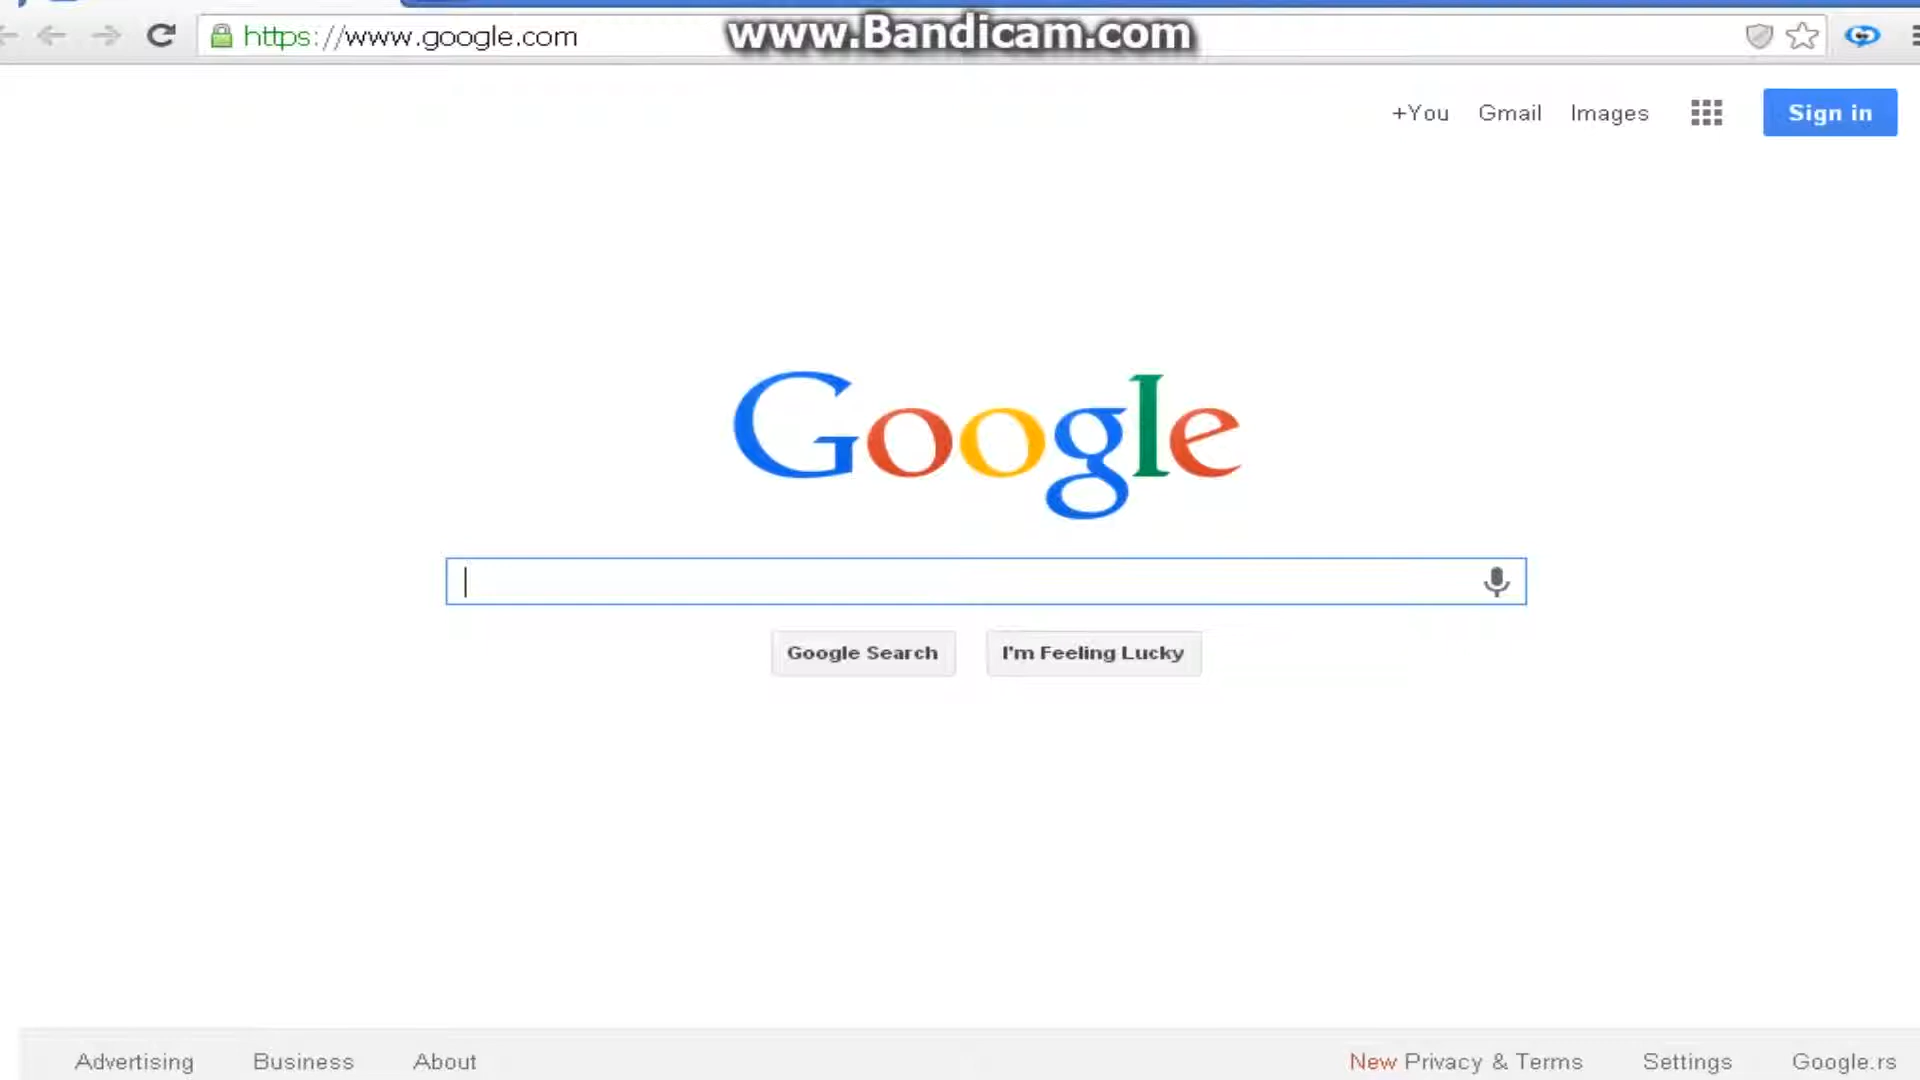 https://www.google.com
www.Bandicam.com
+You Gmail Images Sign in
Google
Google Search I'm Feeling Lucky
Advertising Business About New Privacy & Terms Settings Google.rs